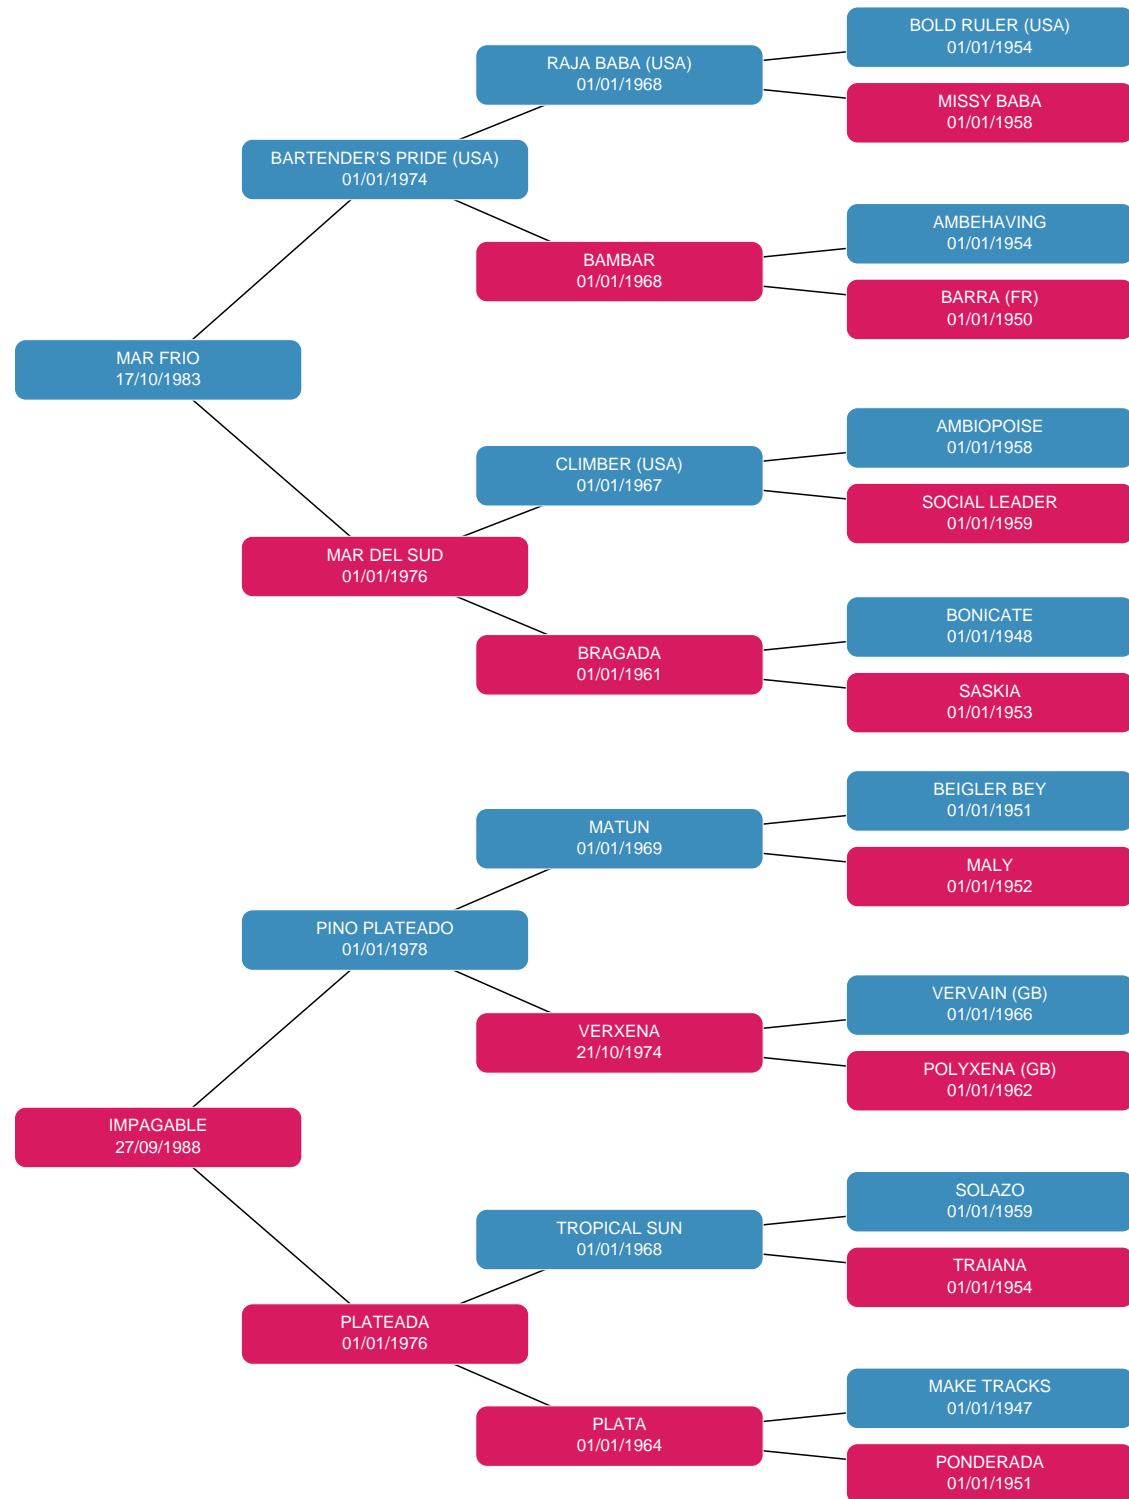 BOLD RULER (USA)
01/01/1954
RAJA BABA (USA)
01/01/1968
MISSY BABA
01/01/1958
BARTENDER'S PRIDE (USA)
01/01/1974
AMBEHAVING
01/01/1954
BAMBAR
01/01/1968
BARRA (FR)
01/01/1950
MAR FRIO
17/10/1983
AMBIOPOISE
01/01/1958
CLIMBER (USA)
01/01/1967
SOCIAL LEADER
01/01/1959
MAR DEL SUD
01/01/1976
BONICATE
01/01/1948
BRAGADA
01/01/1961
SASKIA
01/01/1953
BEIGLER BEY
01/01/1951
MATUN
01/01/1969
MALY
01/01/1952
PINO PLATEADO
01/01/1978
VERVAIN (GB)
01/01/1966
VERXENA
21/10/1974
POLYXENA (GB)
01/01/1962
IMPAGABLE
27/09/1988
SOLAZO
01/01/1959
TROPICAL SUN
01/01/1968
TRAIANA
01/01/1954
PLATEADA
01/01/1976
MAKE TRACKS
01/01/1947
PLATA
01/01/1964
PONDERADA
01/01/1951